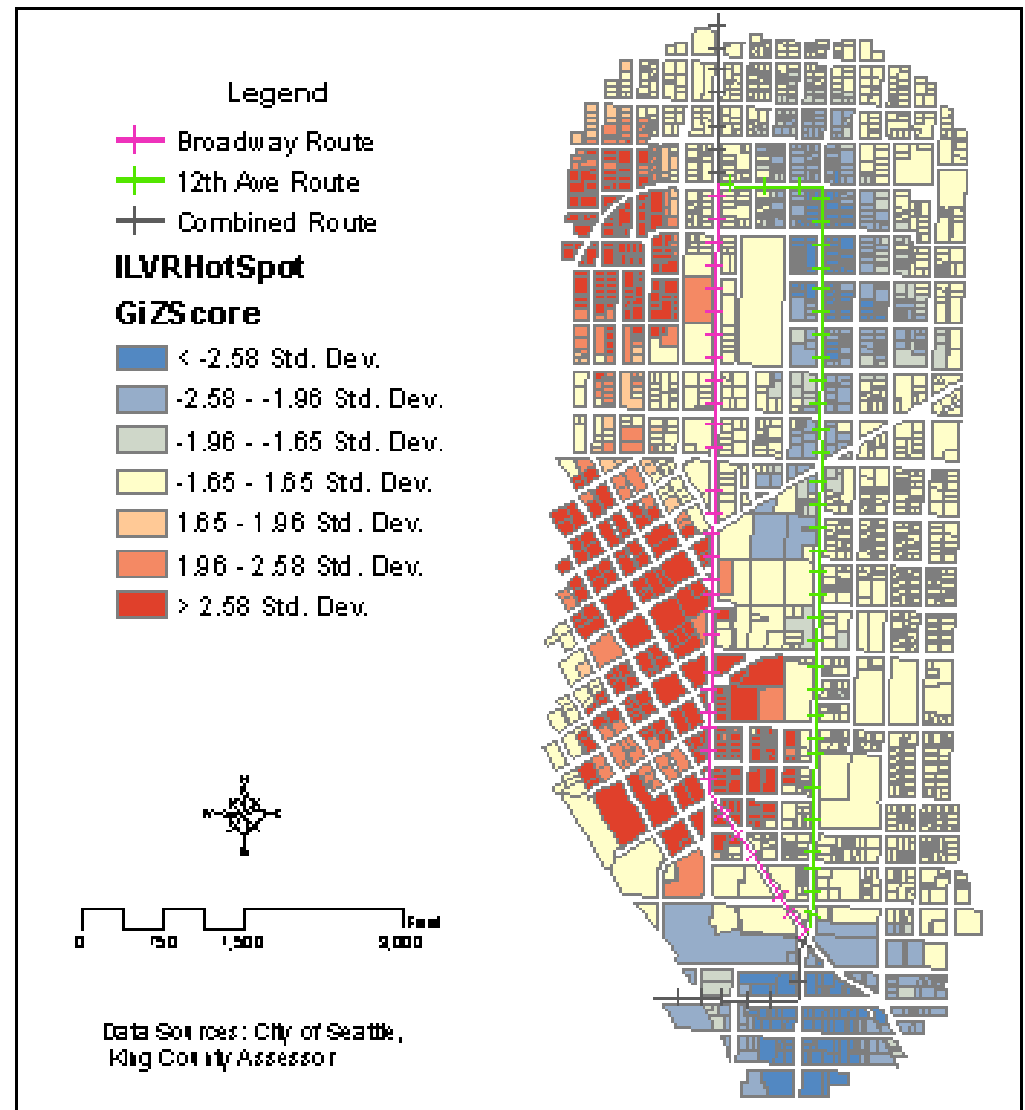 Legend
Broadway Route
12th Ave Route
Combined Route
ILVRHotSpot
GiZScore
< -2.58 Std. Dev.
-2.58 - -1.96 Std. Dev.
-1.96 - -1.65 Std. Dev.
-1.65 - 1.65 Std. Dev.
1.65 - 1.96 Std. Dev.
1.96 - 2.58 Std. Dev.
> 2.58 Std. Dev.
N
W E
S
Feet
0 750 1,500 3,000
Data Sources: City of Seattle,
King County Assessor